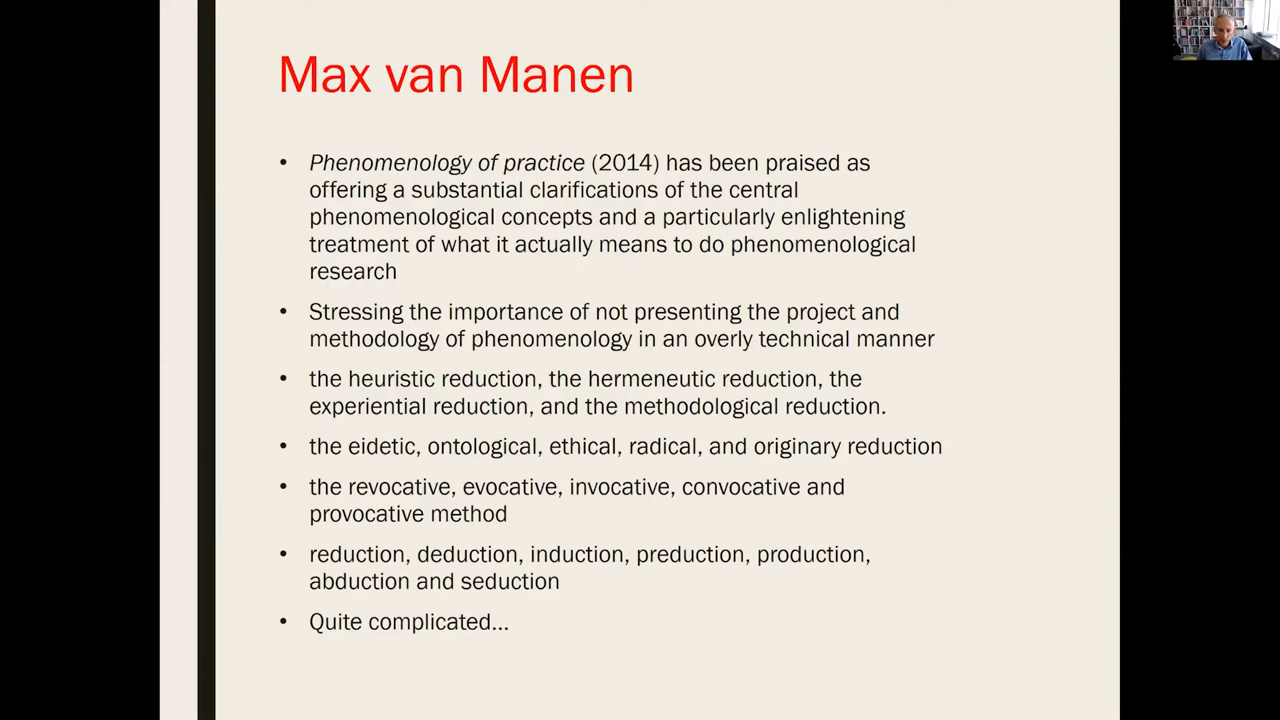 Max van Manen
• Phenomenology of practice (2014) has been praised as
offering a substantial clarifications of the central
phenomenological concepts and a particularly enlightening
treatment of what it actually means to do phenomenological
research
• Stressing the importance of not presenting the project and
methodology of phenomenology in an overly technical manner
• the heuristic reduction, the hermeneutic reduction, the
experiential reduction, and the methodological reduction.
• the eidetic, ontological, ethical, radical, and originary reduction
• the revocative, evocative, invocative, convocative and
provocative method
• reduction, deduction, induction, preduction, production,
abduction and seduction
• Quite complicated...